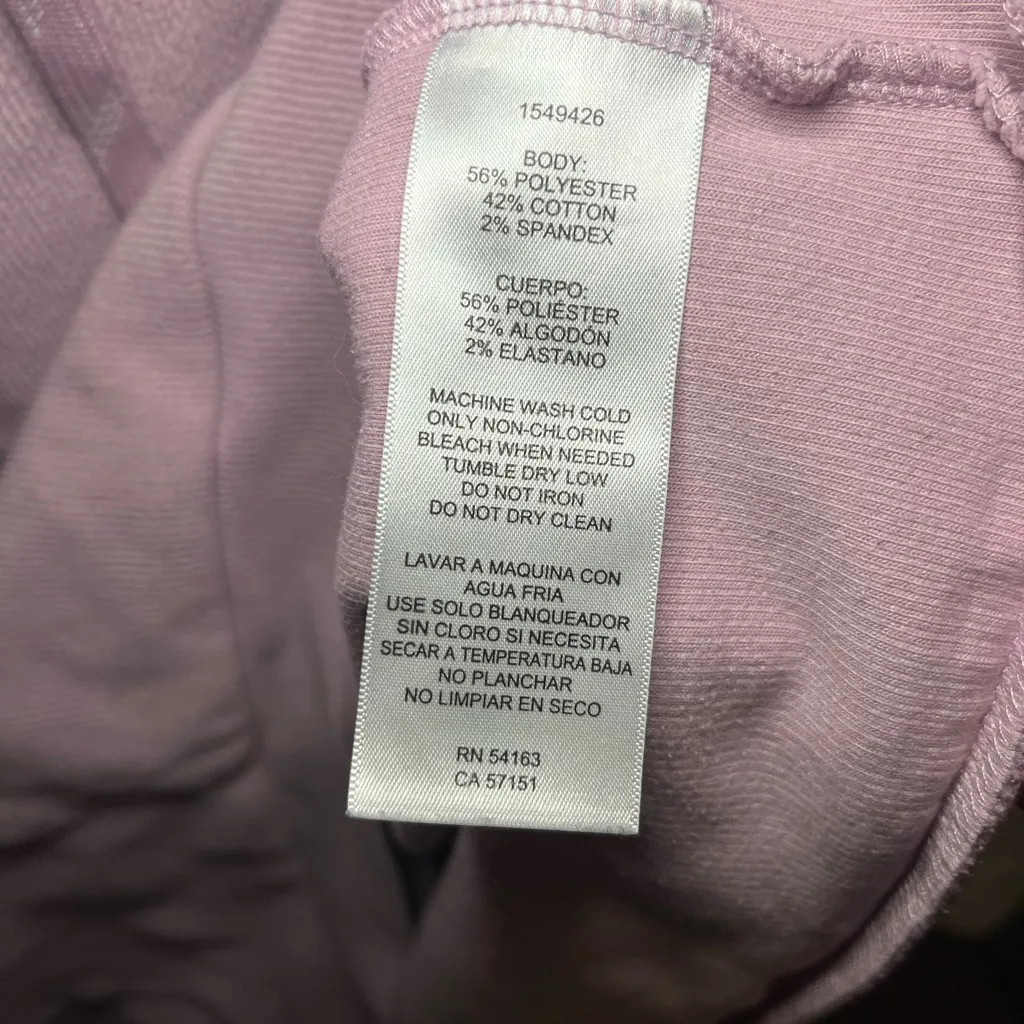 1549426
BODY:
56% POLYESTER
42% COTTON
2% SPANDEX
CUERPO:
56% POLIÉSTER
42% ALGODÓN
2% ELASTANO
MACHINE WASH COLD
ONLY NON-CHLORINE
BLEACH WHEN NEEDED
TUMBLE DRY LOW
DO NOT IRON
DO NOT DRY CLEAN
LAVAR A MAQUINA CON
AGUA FRIA
USE SOLO BLANQUEADOR
SIN CLORO SI NECESITA
SECAR A TEMPERATURA BAJA
NO PLANCHAR
NO LIMPIAR EN SECO
RN 54163
CA 57151